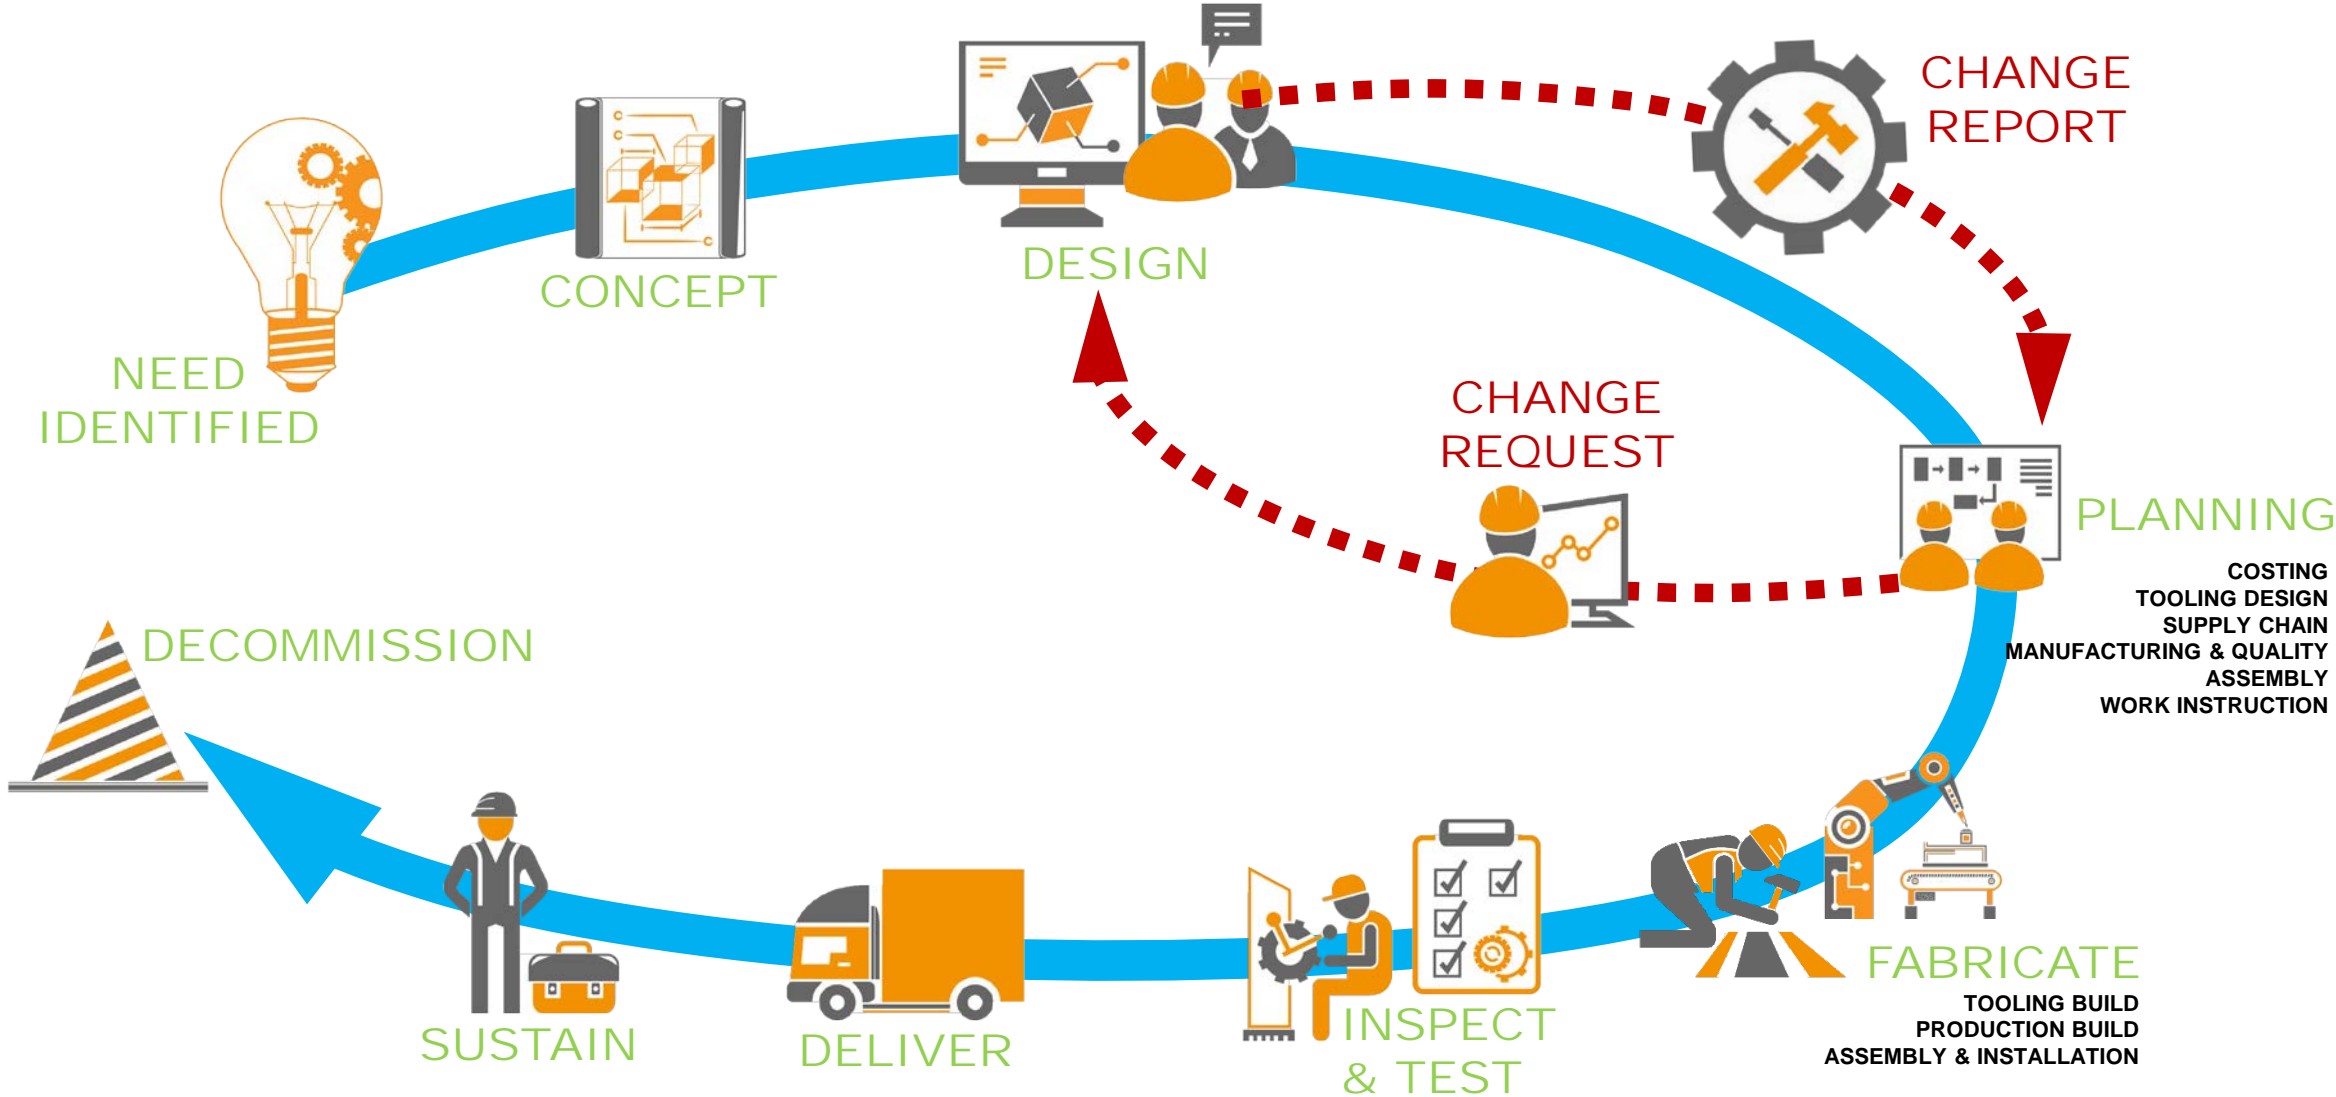 NEED
IDENTIFIED
CONCEPT
DESIGN
CHANGE
REPORT
CHANGE
REQUEST
PLANNING
COSTING
TOOLING DESIGN
SUPPLY CHAIN
MANUFACTURING & QUALITY
ASSEMBLY
WORK INSTRUCTION
FABRICATE
TOOLING BUILD
PRODUCTION BUILD
ASSEMBLY & INSTALLATION
INSPECT
& TEST
DELIVER
SUSTAIN
DECOMMISSION